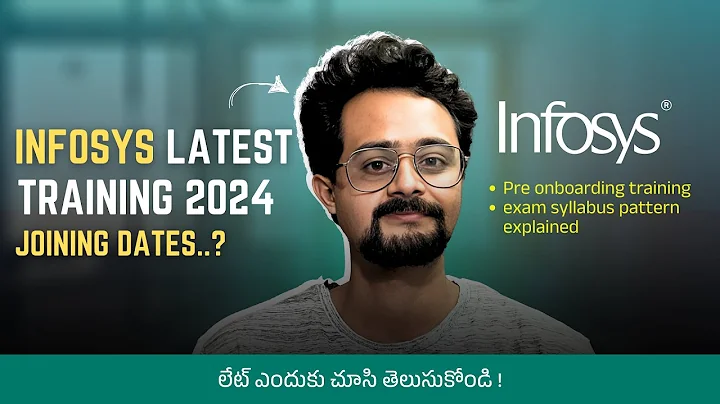 INFOSYS LATEST
TRAINING 2024
JOINING DATES..?
Infosys®
• Pre onboarding training
• exam syllabus pattern
explained
లేట్ ఎందుకు చూసి తెలుసుకోండి !